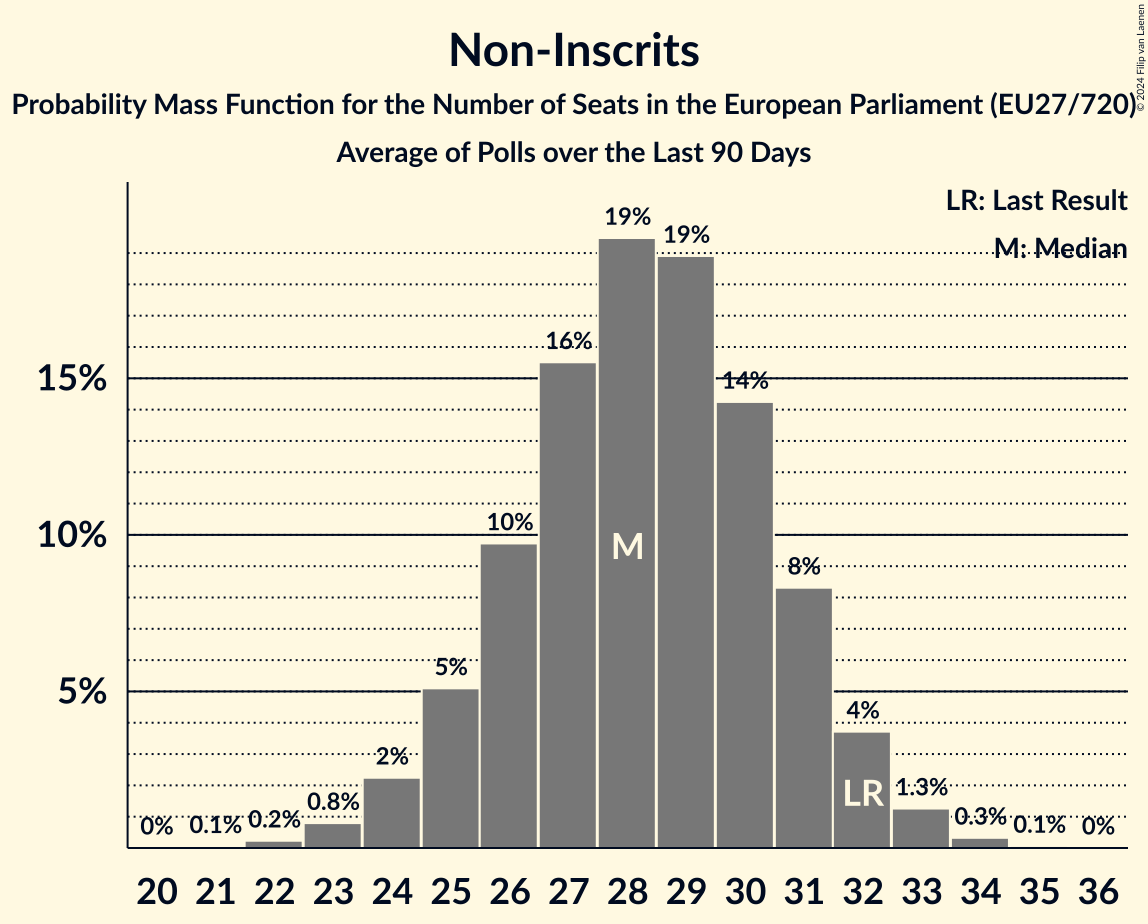 Non-Inscrits
Probability Mass Function for the Number of Seats in the European Parliament (EU27/720)
Average of Polls over the Last 90 Days
© 2024 Filip van Laenen
LR: Last Result
M: Median
15%
10%
5%
0%
0.1%
0.2%
0.8%
2%
5%
10%
16%
19%
19%
14%
8%
4%
1.3%
0.3%
0.1%
0%
M
LR
20 21 22 23 24 25 26 27 28 29 30 31 32 33 34 35 36